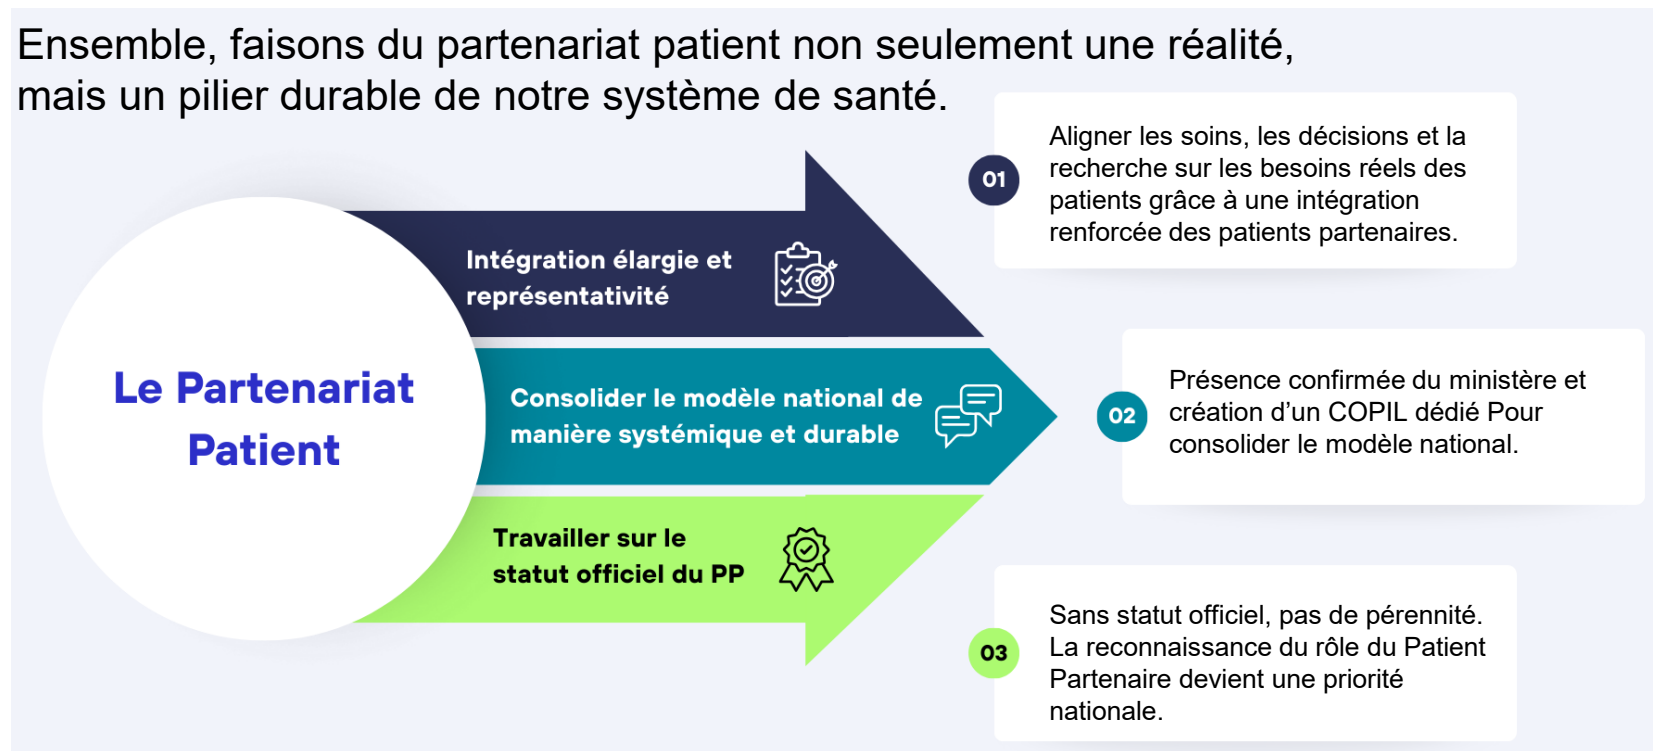 Ensemble, faisons du partenariat patient non seulement une réalité,
mais un pilier durable de notre système de santé.
Le Partenariat
Patient
Intégration élargie et
représentativité
01
Aligner les soins, les décisions et la
recherche sur les besoins réels des
patients grâce à une intégration
renforcée des patients partenaires.
Consolider le modèle national de
manière systémique et durable
02
Présence confirmée du ministère et
création d’un COPIL dédié Pour
consolider le modèle national.
Travailler sur le
statut officiel du PP
03
Sans statut officiel, pas de pérennité.
La reconnaissance du rôle du Patient
Partenaire devient une priorité
nationale.